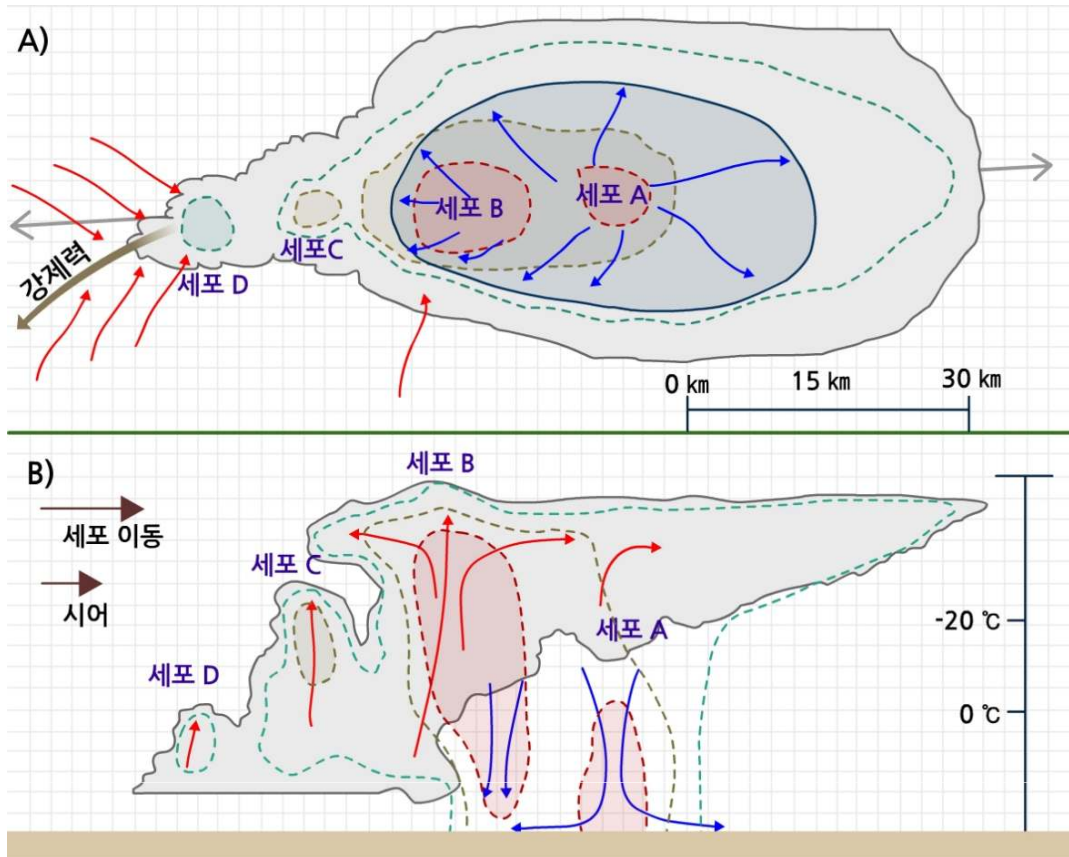 A)
세포 B
세포 A
세포C
세포 D
강제력
0 km
15 km
30 km
B)
세포 B
세포 이동
세포 C
시어
세포 A
-20 ℃
세포 D
0 ℃